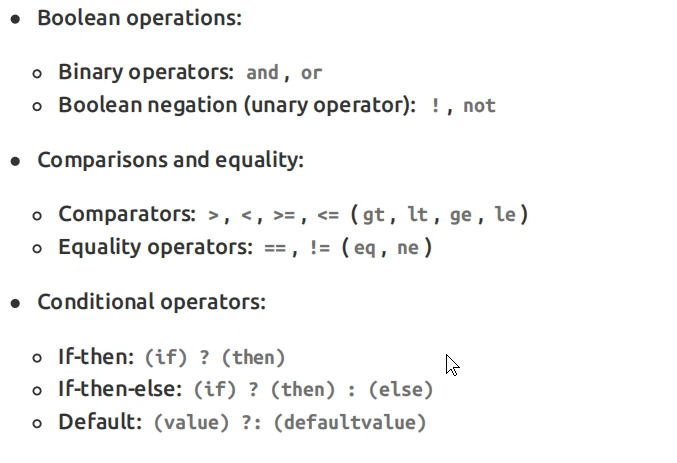 • Boolean operations:
◦ Binary operators: and, or
◦ Boolean negation (unary operator): !, not
• Comparisons and equality:
◦ Comparators: >, <, >=, <= (gt, lt, ge, le)
◦ Equality operators: ==, != (eq, ne)
• Conditional operators:
◦ If-then: (if) ? (then)
◦ If-then-else: (if) ? (then) : (else)
◦ Default: (value) ?: (defaultvalue)